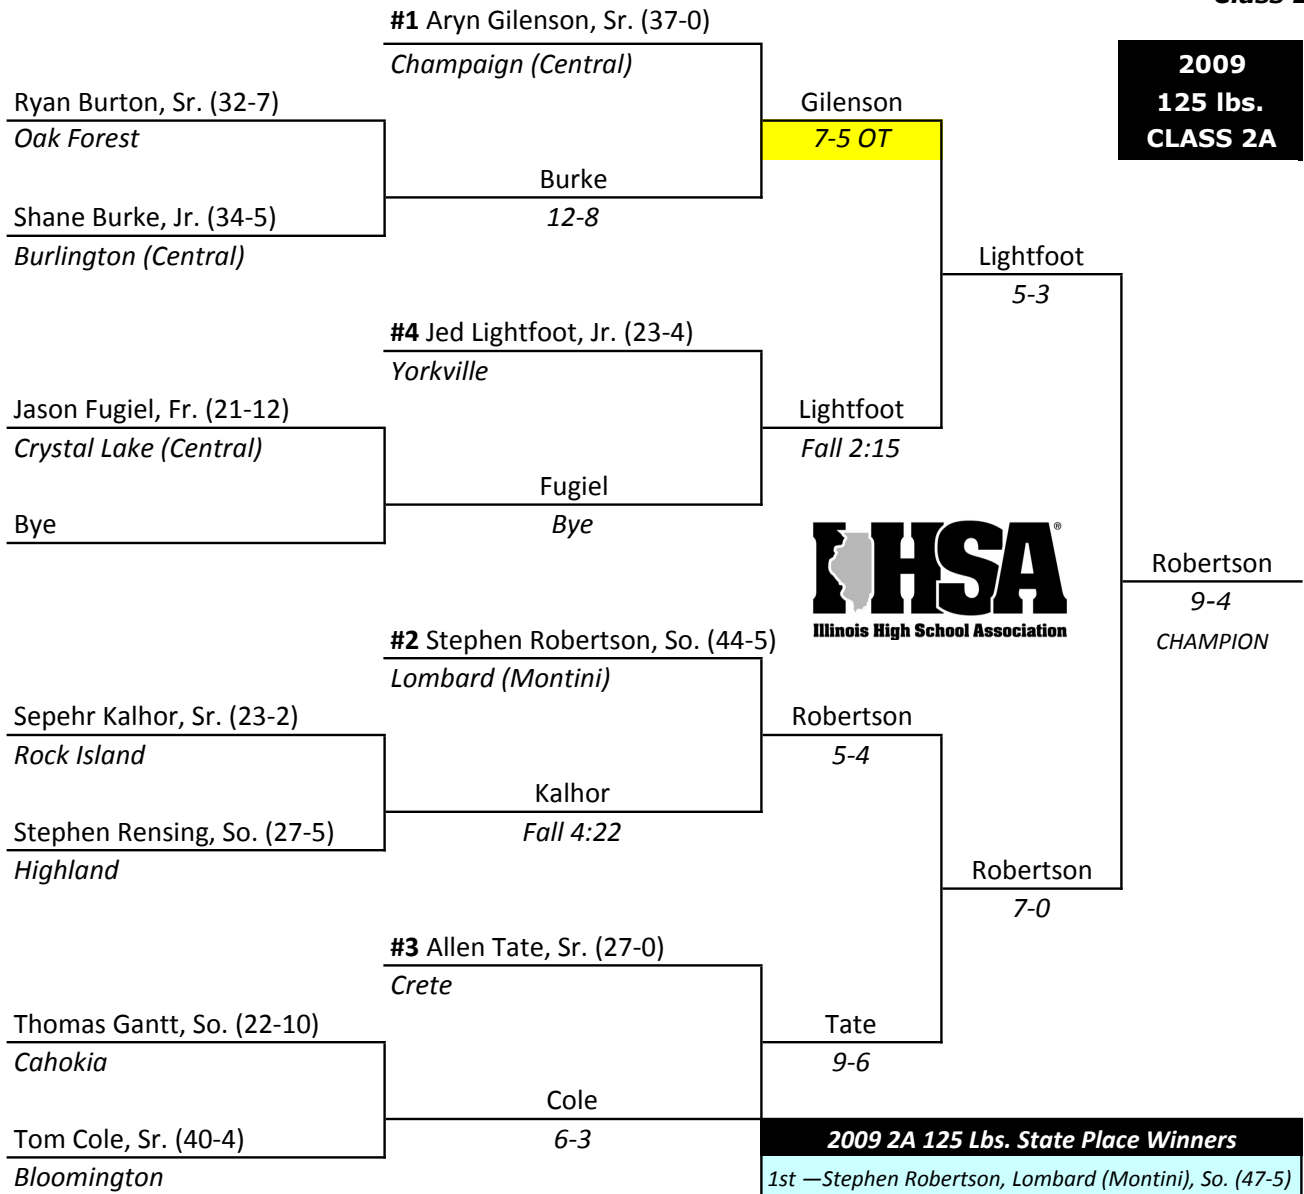 #1 Aryn Gilenson, Sr. (37-0)
Champaign (Central)
2009
125 lbs.
CLASS 2A
Ryan Burton, Sr. (32-7)
Oak Forest
Gilenson
7-5 OT
Burke
12-8
Shane Burke, Jr. (34-5)
Burlington (Central)
Lightfoot
5-3
#4 Jed Lightfoot, Jr. (23-4)
Yorkville
Jason Fugiel, Fr. (21-12)
Crystal Lake (Central)
Lightfoot
Fall 2:15
Fugiel
Bye
Bye
IHSA®
Illinois High School Association
Robertson
9-4
CHAMPION
#2 Stephen Robertson, So. (44-5)
Lombard (Montini)
Sepehr Kalhor, Sr. (23-2)
Rock Island
Robertson
5-4
Kalhor
Fall 4:22
Stephen Rensing, So. (27-5)
Highland
Robertson
7-0
#3 Allen Tate, Sr. (27-0)
Crete
Thomas Gantt, So. (22-10)
Cahokia
Tate
9-6
Cole
6-3
Tom Cole, Sr. (40-4)
Bloomington
2009 2A 125 Lbs. State Place Winners
1st —Stephen Robertson, Lombard (Montini), So. (47-5)